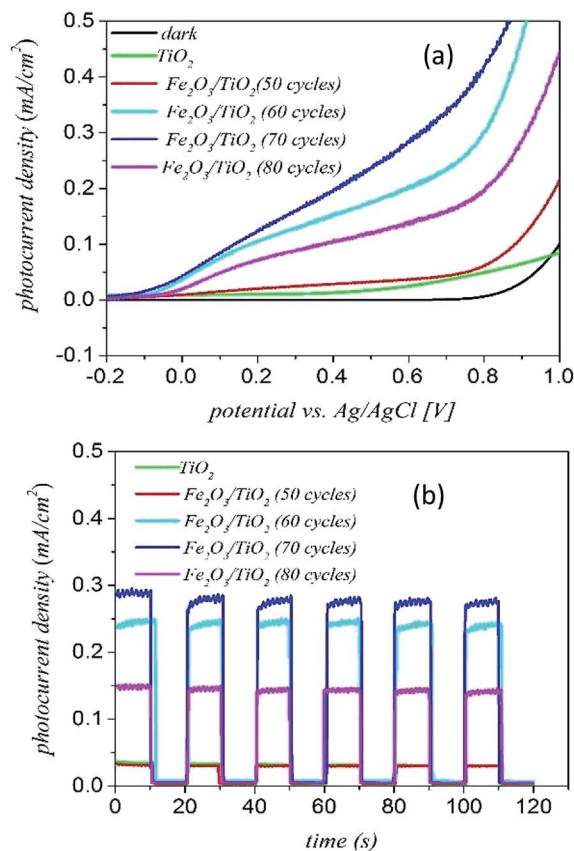 (a)
dark
TiO₂
Fe₂O₃/TiO₂(50 cycles)
Fe₂O₃/TiO₂ (60 cycles)
Fe₂O₃/TiO₂ (70 cycles)
Fe₂O₃/TiO₂ (80 cycles)
photocurrent density (mA/cm²)
0.5
0.4
0.3
0.2
0.1
0.0
-0.1
-0.2 0.0 0.2 0.4 0.6 0.8 1.0
potential vs. Ag/AgCl [V]
(b)
TiO₂
Fe₂O₃/TiO₂ (50 cycles)
Fe₂O₃/TiO₂ (60 cycles)
Fe₂O₃/TiO₂ (70 cycles)
Fe₂O₃/TiO₂ (80 cycles)
photocurrent density (mA/cm²)
0.5
0.4
0.3
0.2
0.1
0.0
0 20 40 60 80 100 120
time (s)